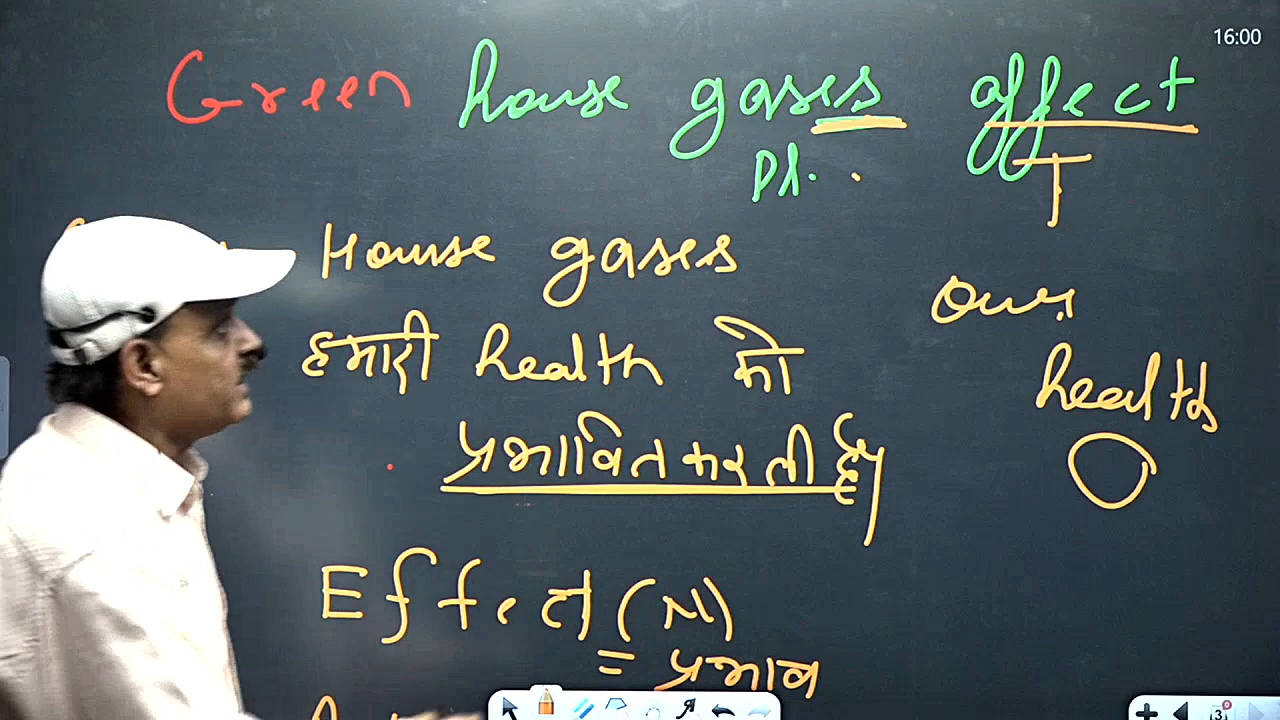 16:00
Green house gases affect
Pl.
T
House gases
our
हमारी health को
health
प्रभावित करती हैं
O
Effect (N)
= प्रभाव